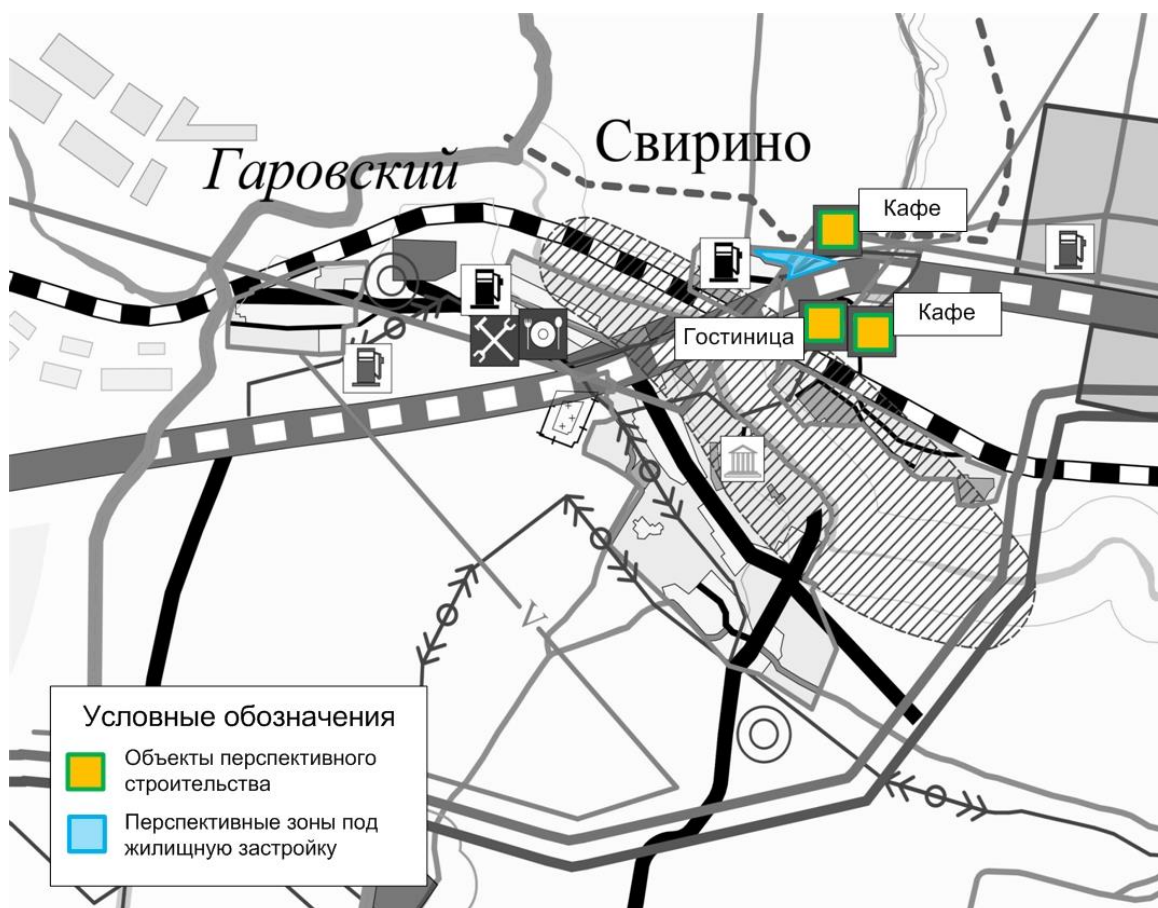 Свирино
Гаровский
Кафе
Кафе
Гостиница
V
Условные обозначения
Объекты перспективного
строительства
Перспективные зоны под
жилищную застройку